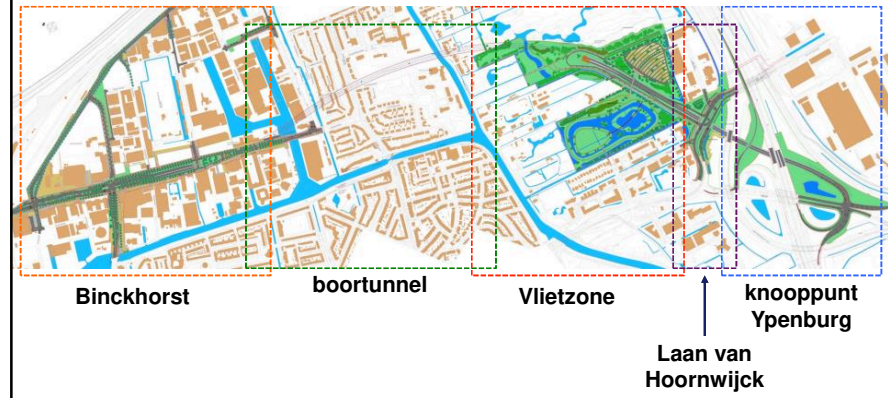 Binckhorst
boortunnel
Vlietzone
knooppunt
Ypenburg
Laan van
Hoornwijck